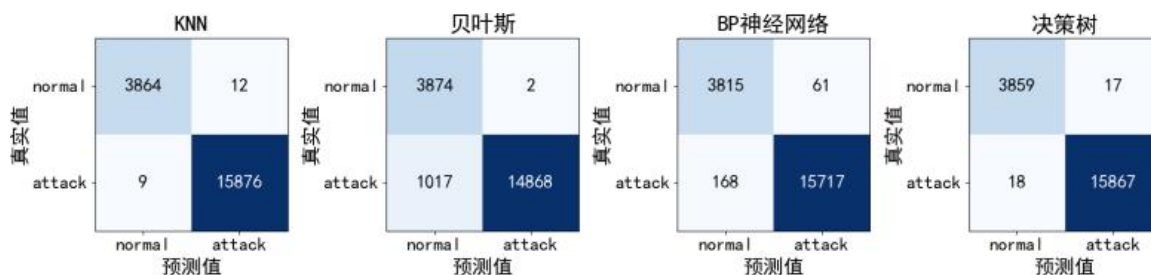 KNN
normal
3864
12
attack
9
15876
normal
attack
真实值
预测值
贝叶斯
normal
3874
2
attack
1017
14868
normal
attack
真实值
预测值
BP神经网络
normal
3815
61
attack
168
15717
normal
attack
真实值
预测值
决策树
normal
3859
17
attack
18
15867
normal
attack
真实值
预测值